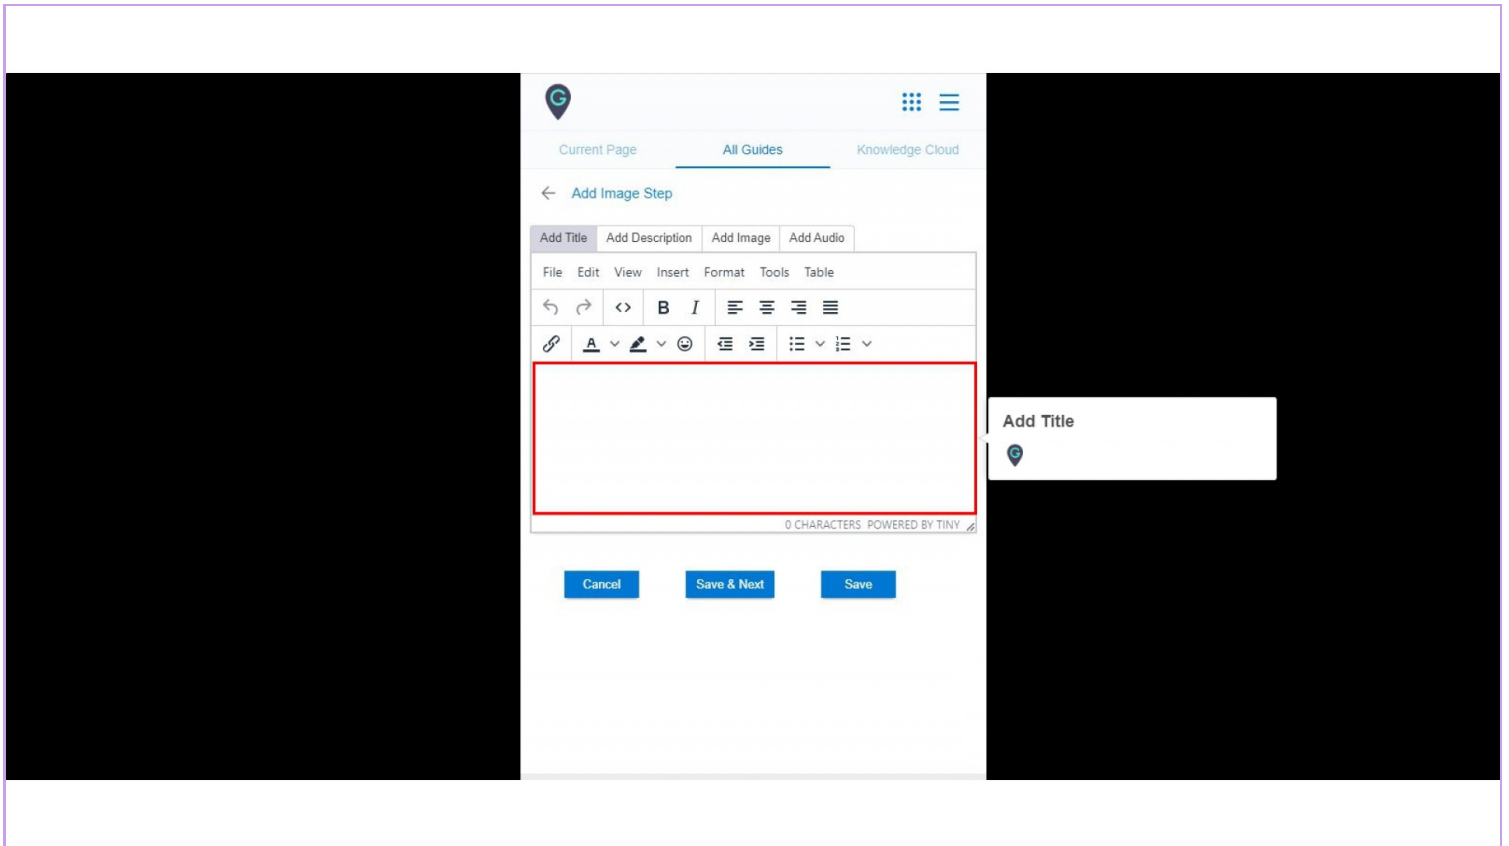 G
Current Page All Guides Knowledge Cloud
Add Image Step
Add Title Add Description Add Image Add Audio
File Edit View Insert Format Tools Table
B I
A
0 CHARACTERS POWERED BY TINY
Add Title
G
Cancel Save & Next Save